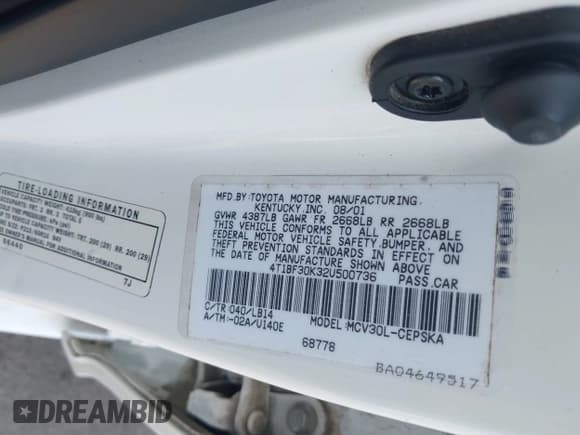 TIRE-LOADING INFORMATION
7J
MFD.BY TOYOTA MOTOR MANUFACTURING,
KENTUCKY,INC. 08/01
GVWR 4387LB GAWR FR 2668LB RR 2668LB
THIS VEHICLE CONFORMS TO ALL APPLICABLE
FEDERAL MOTOR VEHICLE SAFETY,BUMPER, AND
THEFT PREVENTION STANDARDS IN EFFECT ON
THE DATE OF MANUFACTURE SHOWN ABOVE
4T1BF30K32U500736 PASS.CAR
C/TR:040/LB14 MODEL:MCV30L-CEPSKA
A/TM:-02A/U140E
68778
BA04649517
DREAMBID